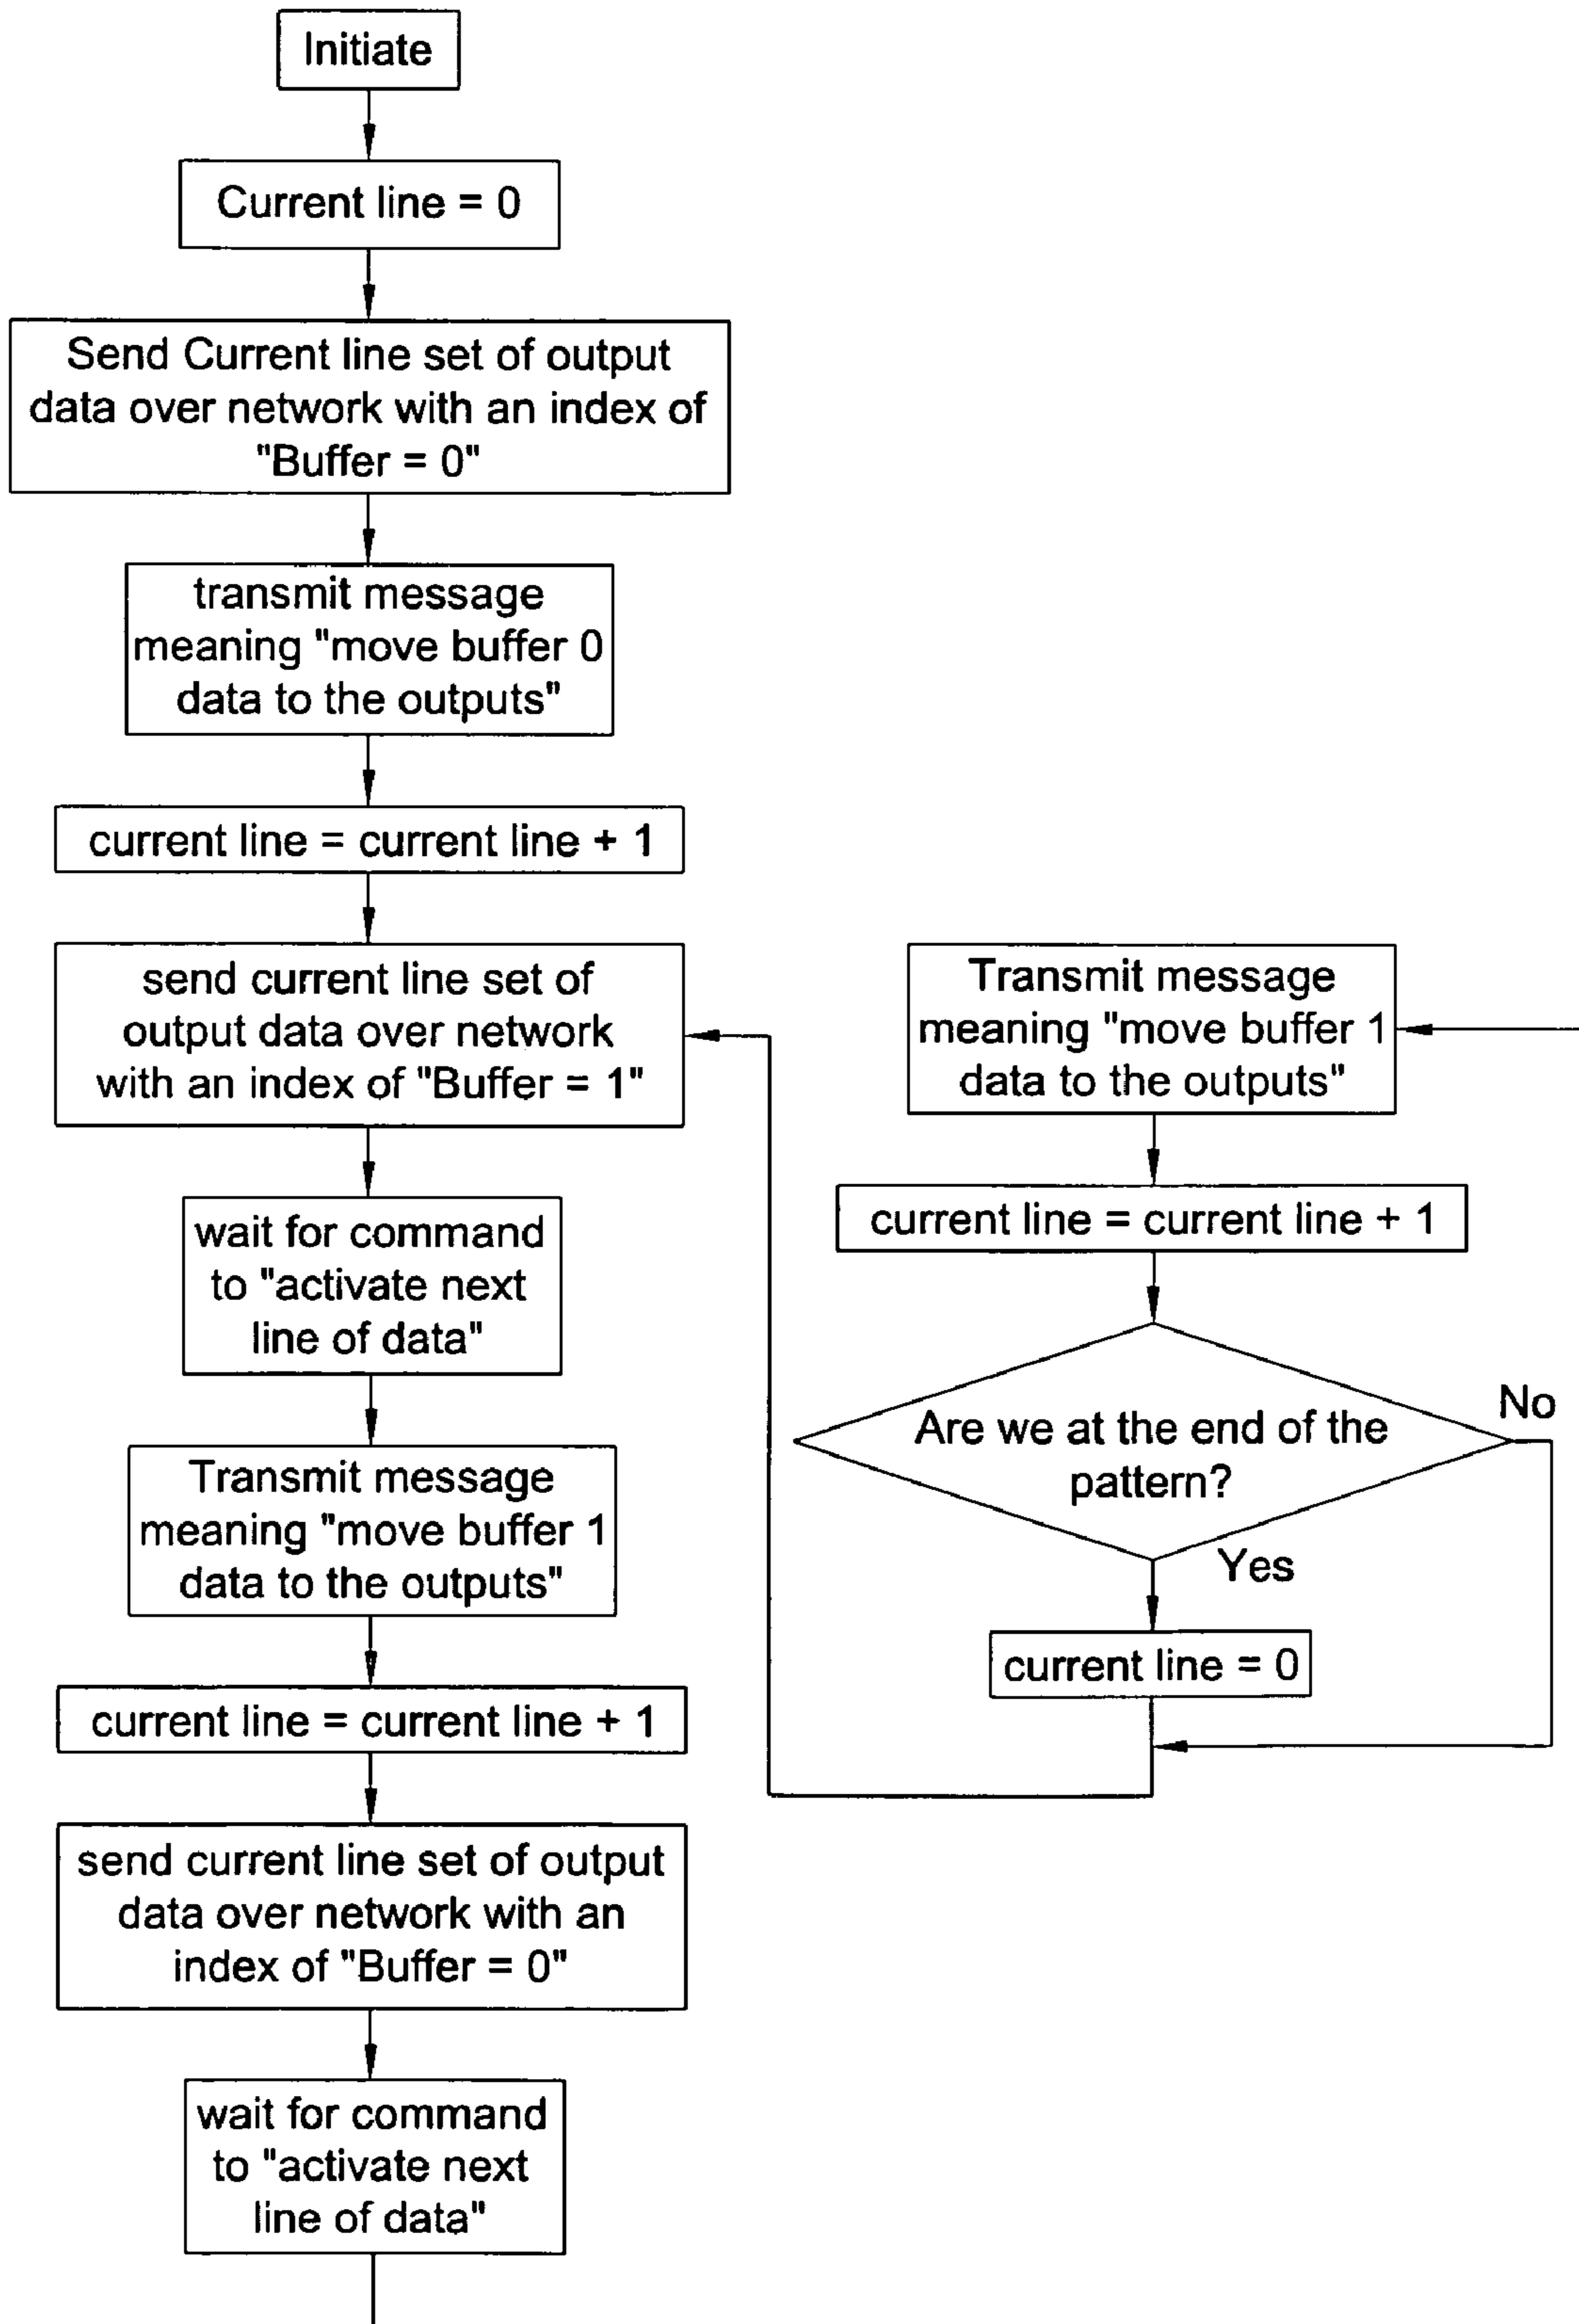 Initiate
Current line = 0
Send Current line set of output
data over network with an index of
"Buffer = 0"
transmit message
meaning "move buffer 0
data to the outputs"
current line = current line + 1
send current line set of
output data over network
with an index of "Buffer = 1"
wait for command
to "activate next
line of data"
Transmit message
meaning "move buffer 1
data to the outputs"
current line = current line + 1
send current line set of output
data over network with an
index of "Buffer = 0"
wait for command
to "activate next
line of data"
Transmit message
meaning "move buffer 1
data to the outputs"
current line = current line + 1
Are we at the end of the
pattern?
No
Yes
current line = 0